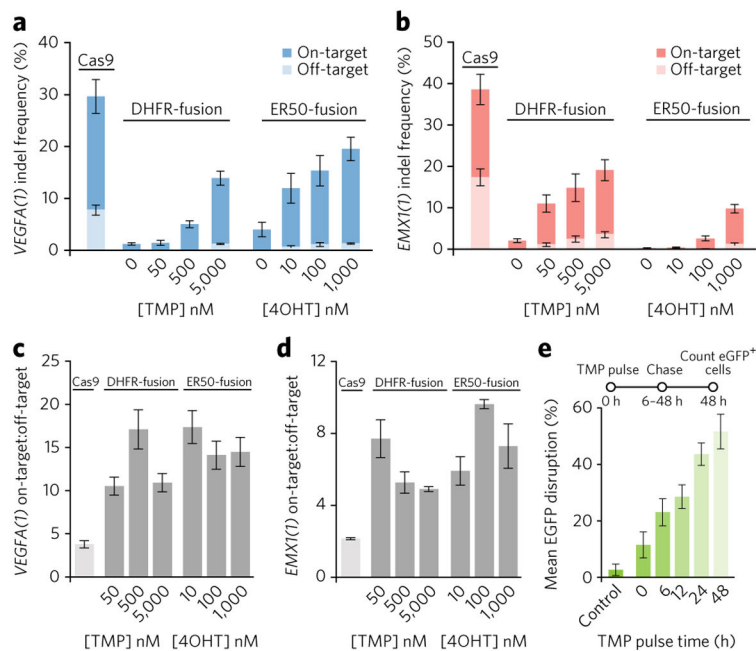 a
VEGFA(1) indel frequency (%)
40
30
20
10
0
Cas9
On-target
Off-target
DHFR-fusion
ER50-fusion
0
50
500
5,000
0
10
100
1,000
[TMP] nM
[4OHT] nM
b
EMX1(1) indel frequency (%)
50
40
30
20
10
0
Cas9
On-target
Off-target
DHFR-fusion
ER50-fusion
0
50
500
5,000
0
10
100
1,000
[TMP] nM
[4OHT] nM
c
VEGFA(1) on-target:off-target
25
20
15
10
5
0
Cas9
DHFR-fusion
ER50-fusion
50
500
5,000
10
100
1,000
[TMP] nM
[4OHT] nM
d
EMX1(1) on-target:off-target
12
8
4
0
Cas9
DHFR-fusion
ER50-fusion
50
500
5,000
10
100
1,000
[TMP] nM
[4OHT] nM
e
TMP pulse
Chase
Count eGFP+
cells
0 h
6–48 h
48 h
Mean EGFP disruption (%)
60
40
20
0
Control
0
6
12
24
48
TMP pulse time (h)